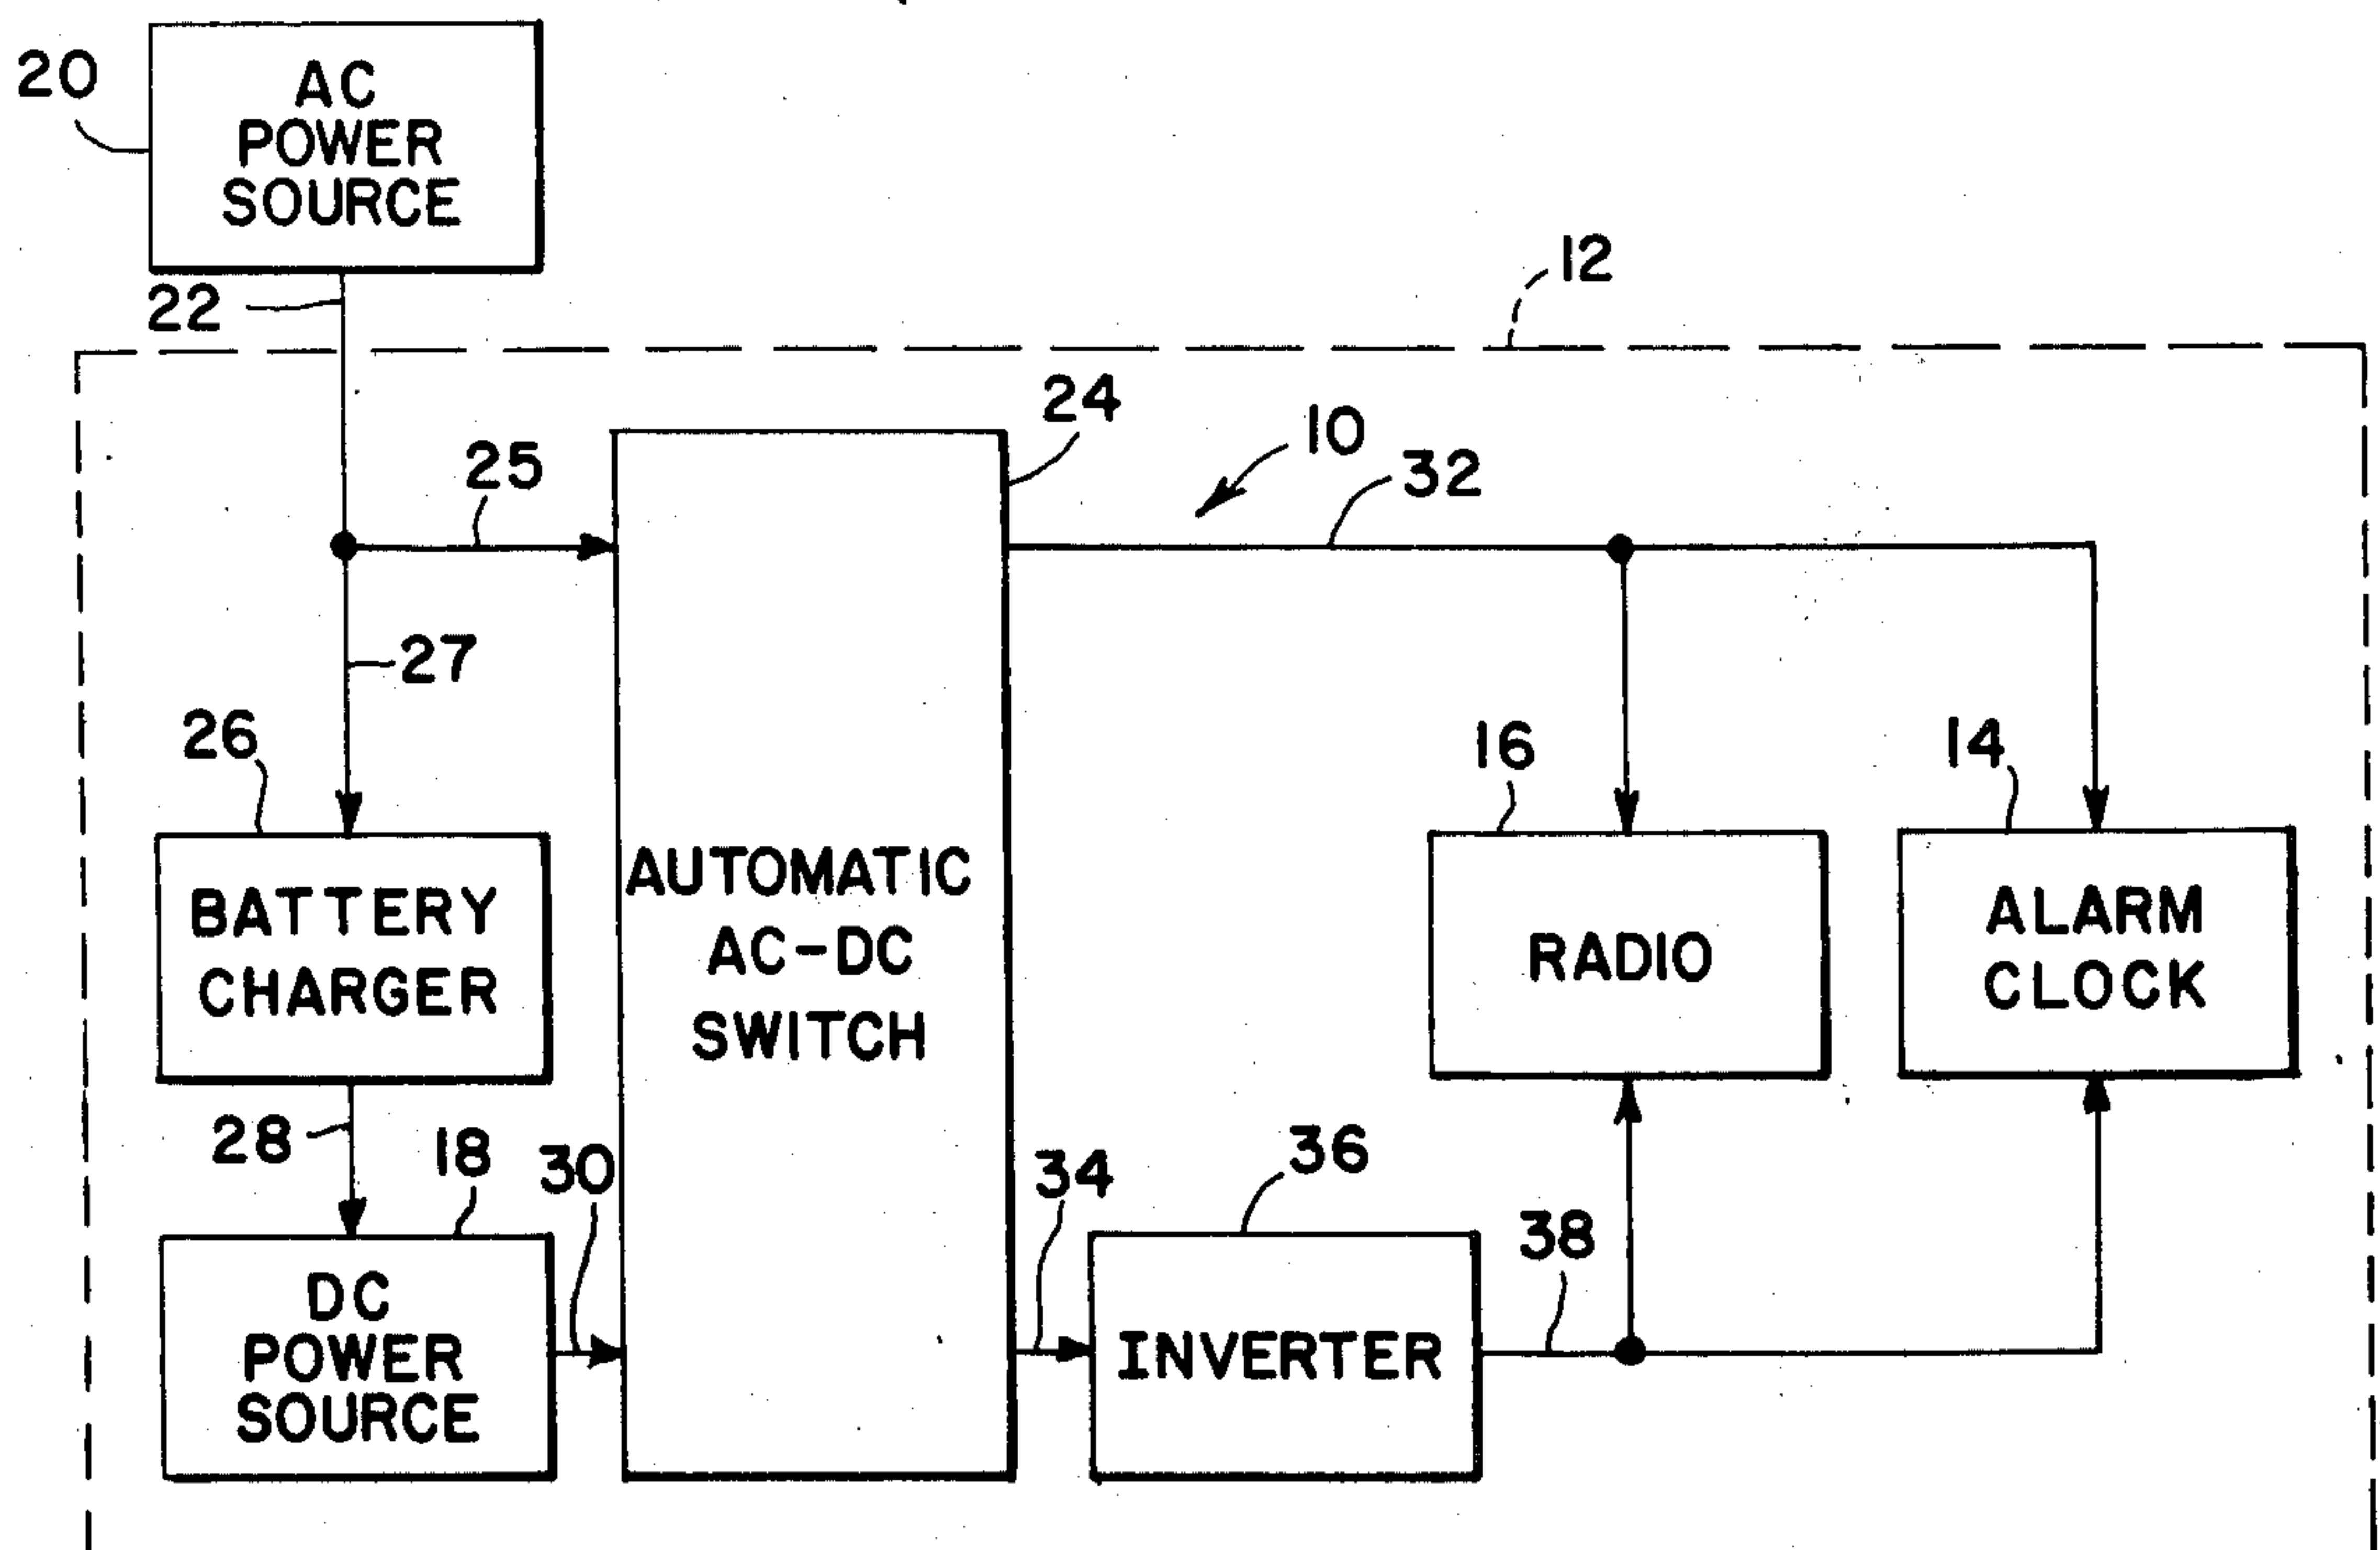 20
AC
POWER
SOURCE
22
12
24
10
25
32
27
26
16
14
BATTERY
CHARGER
AUTOMATIC
AC-DC
SWITCH
RADIO
ALARM
CLOCK
28
18
30
34
36
38
DC
POWER
SOURCE
INVERTER